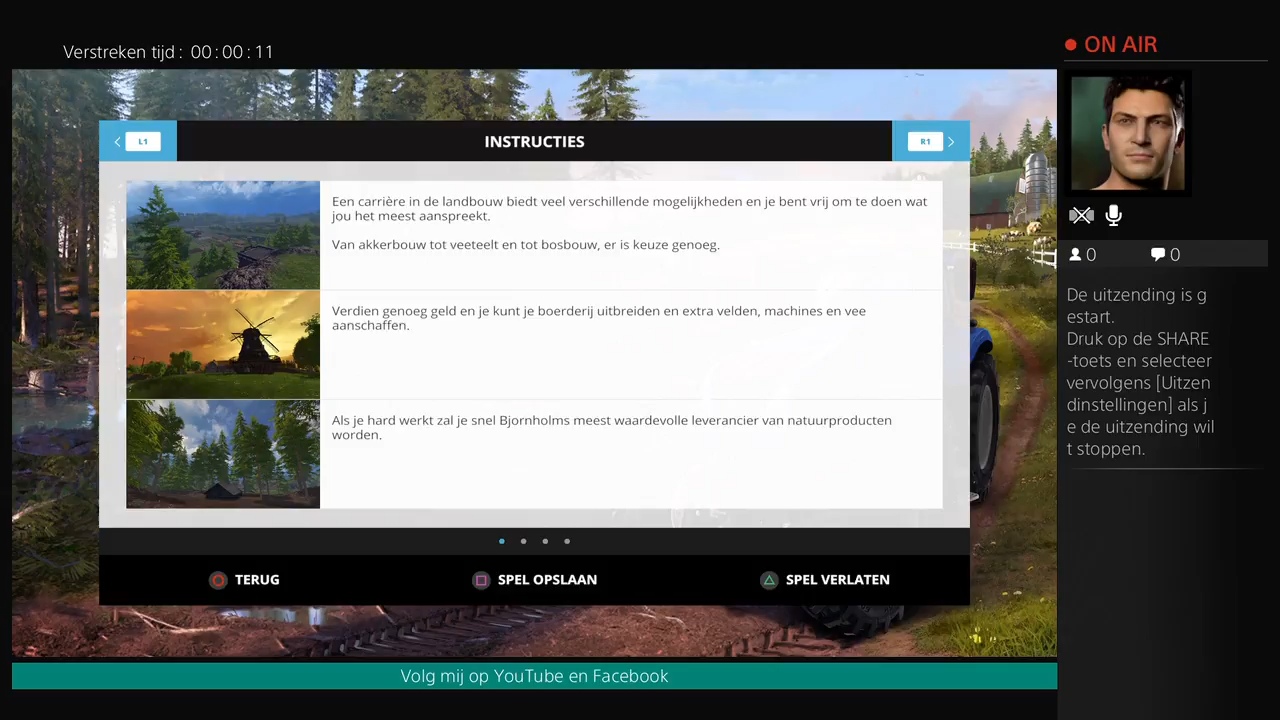 Verstreken tijd : 00:00:11
ON AIR
L1
INSTRUCTIES
R1
Een carrière in de landbouw biedt veel verschillende mogelijkheden en je bent vrij om te doen wat
jou het meest aanspreekt.
Van akkerbouw tot veeteelt en tot bosbouw, er is keuze genoeg.
Verdien genoeg geld en je kunt je boerderij uitbreiden en extra velden, machines en vee
aanschaffen.
Als je hard werkt zal je snel Bjornholms meest waardevolle leverancier van natuurproducten
worden.
TERUG
SPEL OPSLAAN
SPEL VERLATEN
0
0
De uitzending is g
estart.
Druk op de SHARE
-toets en selecteer
vervolgens [Uitzen
dinstellingen] als j
e de uitzending wil
t stoppen.
Volg mij op YouTube en Facebook